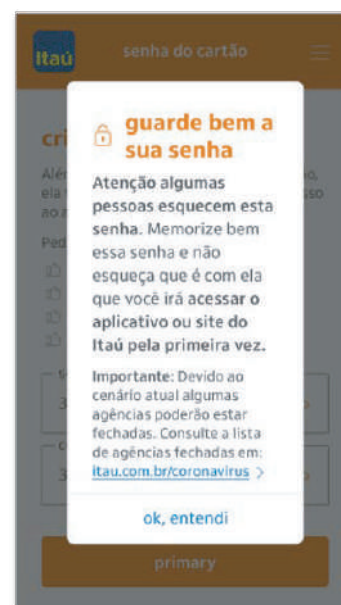 Itaú
senha do cartão
guarde bem a
sua senha
Atenção algumas
pessoas esquecem esta
senha. Memorize bem
essa senha e não
esqueça que é com ela
que você irá acessar o
aplicativo ou site do
Itaú pela primeira vez.
Importante: Devido ao
cenário atual algumas
agências poderão estar
fechadas. Consulte a lista
de agências fechadas em:
itau.com.br/coronavirus >
ok, entendi
primary